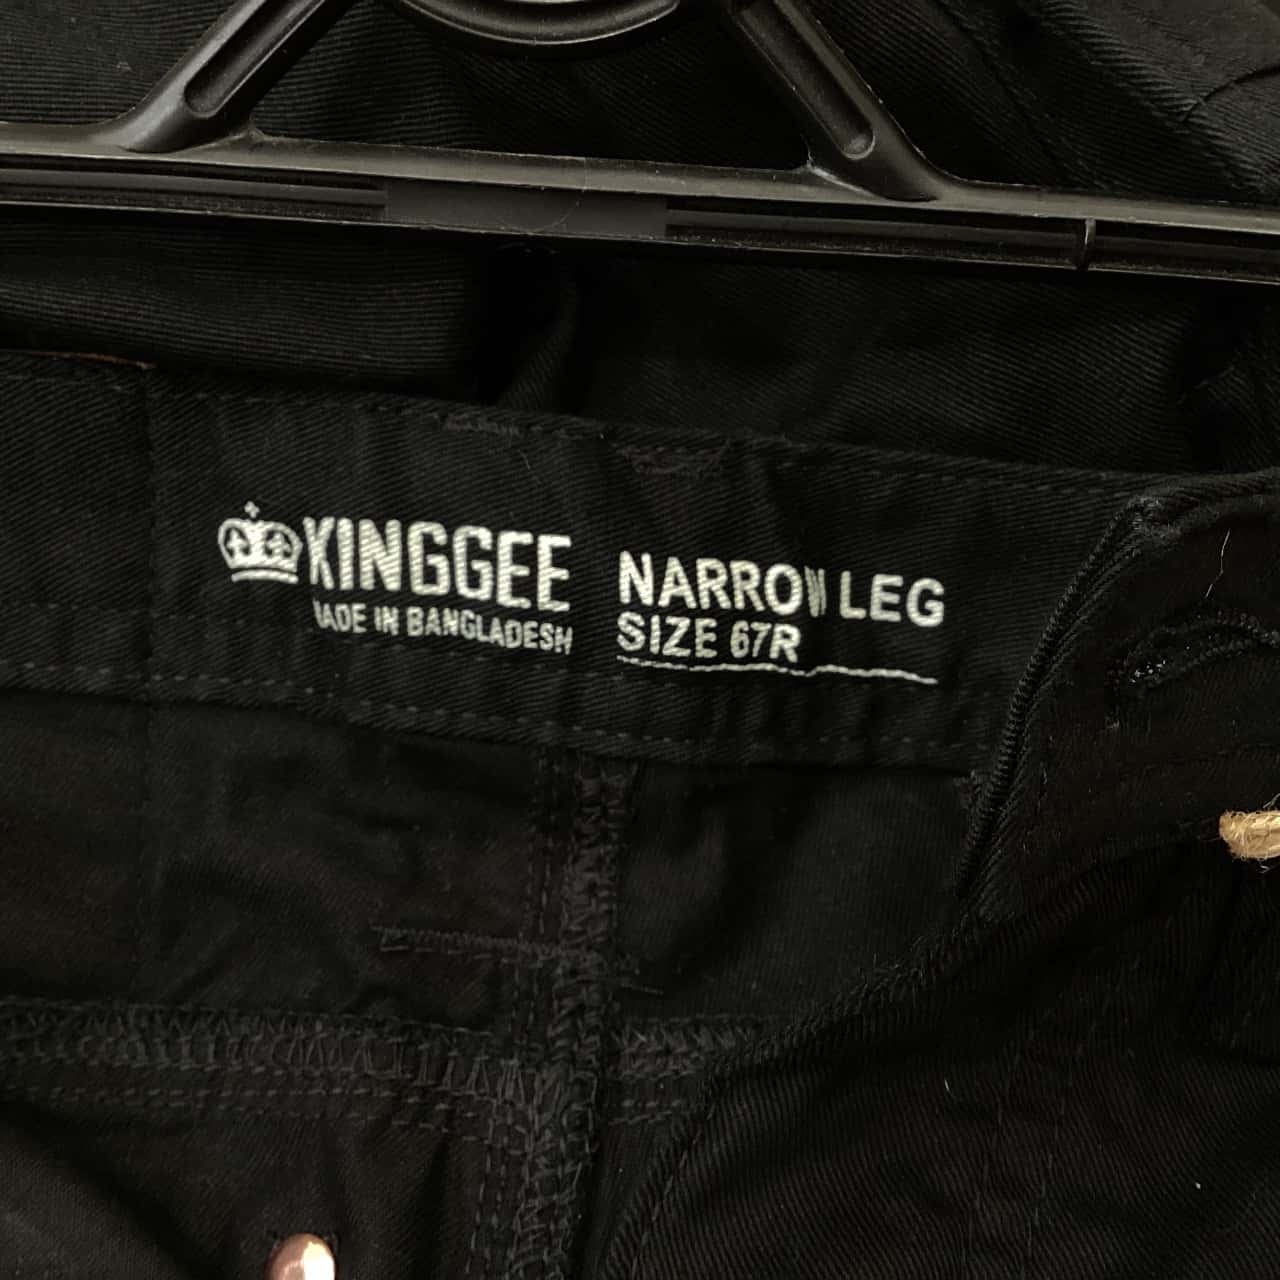 KINGGEE
MADE IN BANGLADESH
NARROW LEG
SIZE 67R